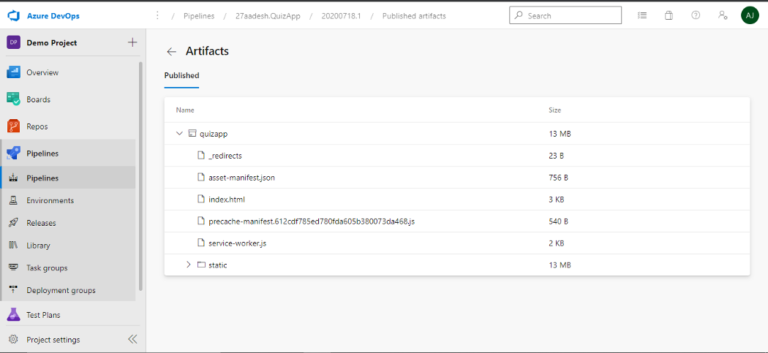 Azure DevOps / Pipelines / 27aadesh.QuizApp / 20200718.1 / Published artifacts Search AJ
DP Demo Project
Overview
Boards
Repos
Pipelines
Pipelines
Environments
Releases
Library
Task groups
Deployment groups
Test Plans
Project settings
Artifacts
Published
Name Size
quizapp 13 MB
_redirects 23 B
asset-manifest.json 756 B
index.html 3 KB
precache-manifest.612cdf785ed780fda605b380073da468.js 540 B
service-worker.js 2 KB
static 13 MB